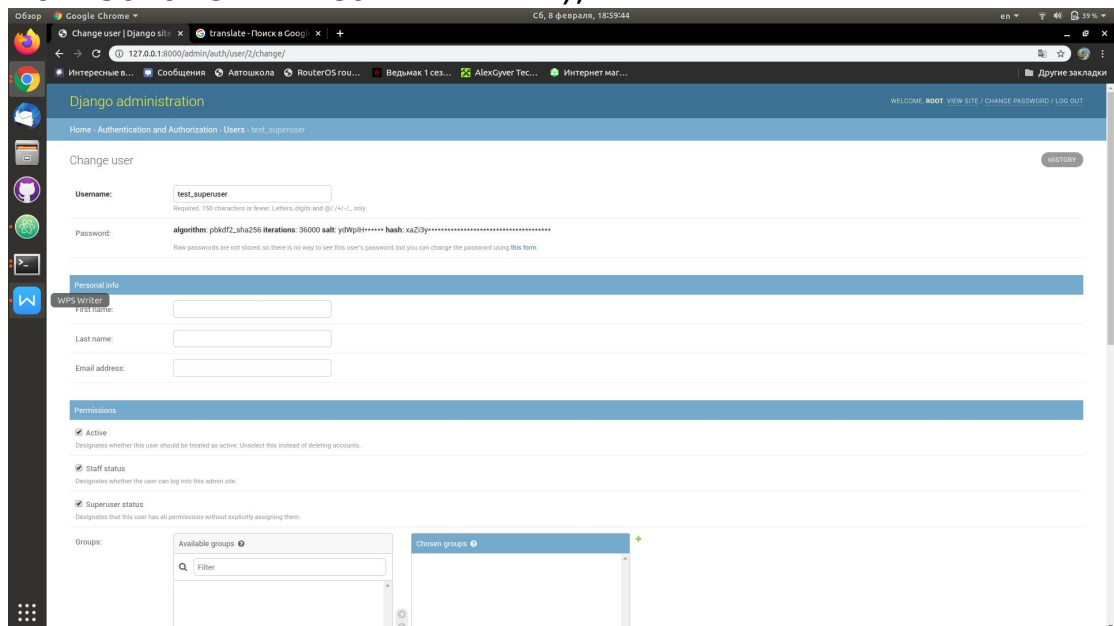 Обзор Google Chrome Сб, 8 февраля, 18:59:44 en 39 %
Change user | Django site translate - Поиск в Googl
127.0.0.1:8000/admin/auth/user/2/change/
Интересные в... Сообщения Автошкола RouterOS rou... Ведьмак 1 сез... AlexGyver Tec... Интернет маг... Другие закладки
Django administration WELCOME, ROOT. VIEW SITE / CHANGE PASSWORD / LOG OUT
Home › Authentication and Authorization › Users › test_superuser
Change user HISTORY
Username: test_superuser
Required. 150 characters or fewer. Letters, digits and @/./+/-/_ only.
Password: algorithm: pbkdf2_sha256 iterations: 36000 salt: ydWpIH****** hash: xaZi3y**************************************
Raw passwords are not stored, so there is no way to see this user's password, but you can change the password using this form.
Personal info
WPS Writer
First name:
Last name:
Email address:
Permissions
Active
Designates whether this user should be treated as active. Unselect this instead of deleting accounts.
Staff status
Designates whether the user can log into this admin site.
Superuser status
Designates that this user has all permissions without explicitly assigning them.
Groups: Available groups Chosen groups
Filter